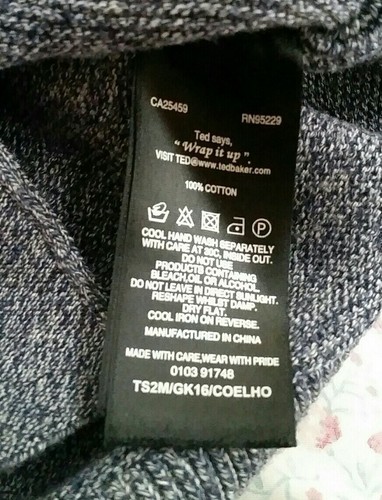 CA25459 RN95229
Ted says,
"Wrap it up".
VISIT TED@www.tedbaker.com
100% COTTON
P
COOL HAND WASH SEPARATELY
WITH CARE AT 30C, INSIDE OUT.
DO NOT USE
PRODUCTS CONTAINING
BLEACH,OIL OR ALCOHOL.
DO NOT LEAVE IN DIRECT SUNLIGHT.
RESHAPE WHILST DAMP.
DRY FLAT.
COOL IRON ON REVERSE.
MANUFACTURED IN CHINA
MADE WITH CARE,WEAR WITH PRIDE
0103 91748
TS2M/GK16/COELHO